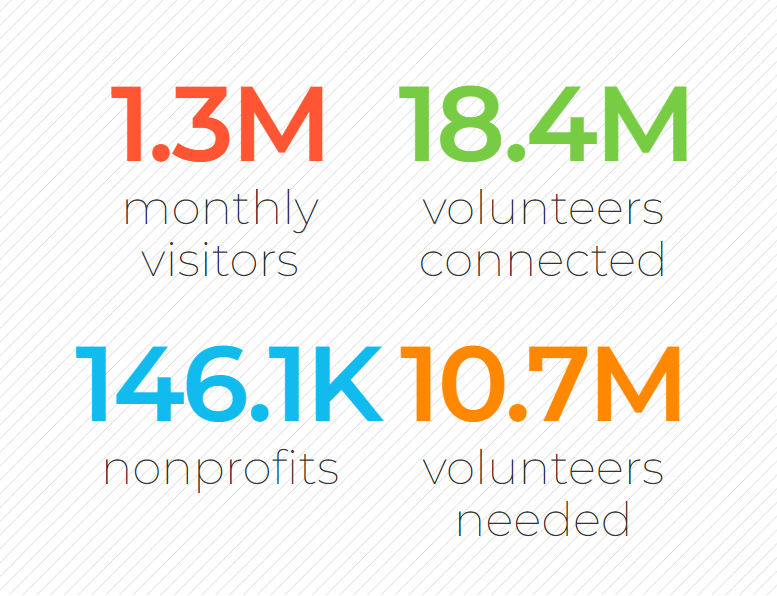 1.3M
monthly
visitors
18.4M
volunteers
connected
146.1K
nonprofits
10.7M
volunteers
needed